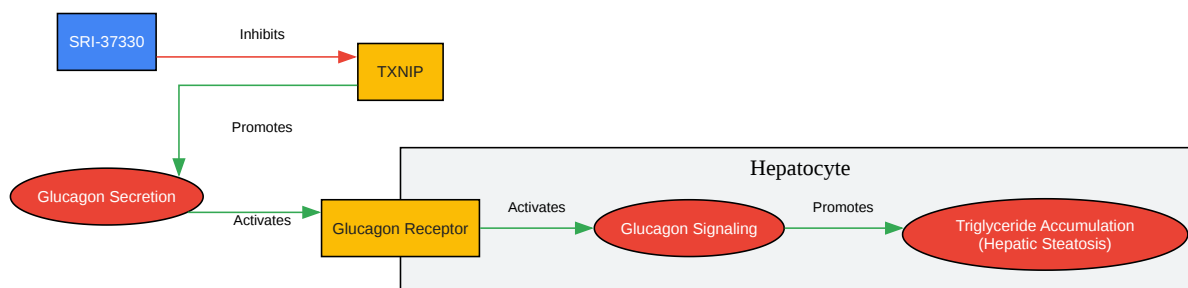 SRI-37330
Inhibits
TXNIP
Promotes
Hepatocyte
Glucagon Secretion
Activates
Glucagon Receptor
Activates
Glucagon Signaling
Promotes
Triglyceride Accumulation
(Hepatic Steatosis)